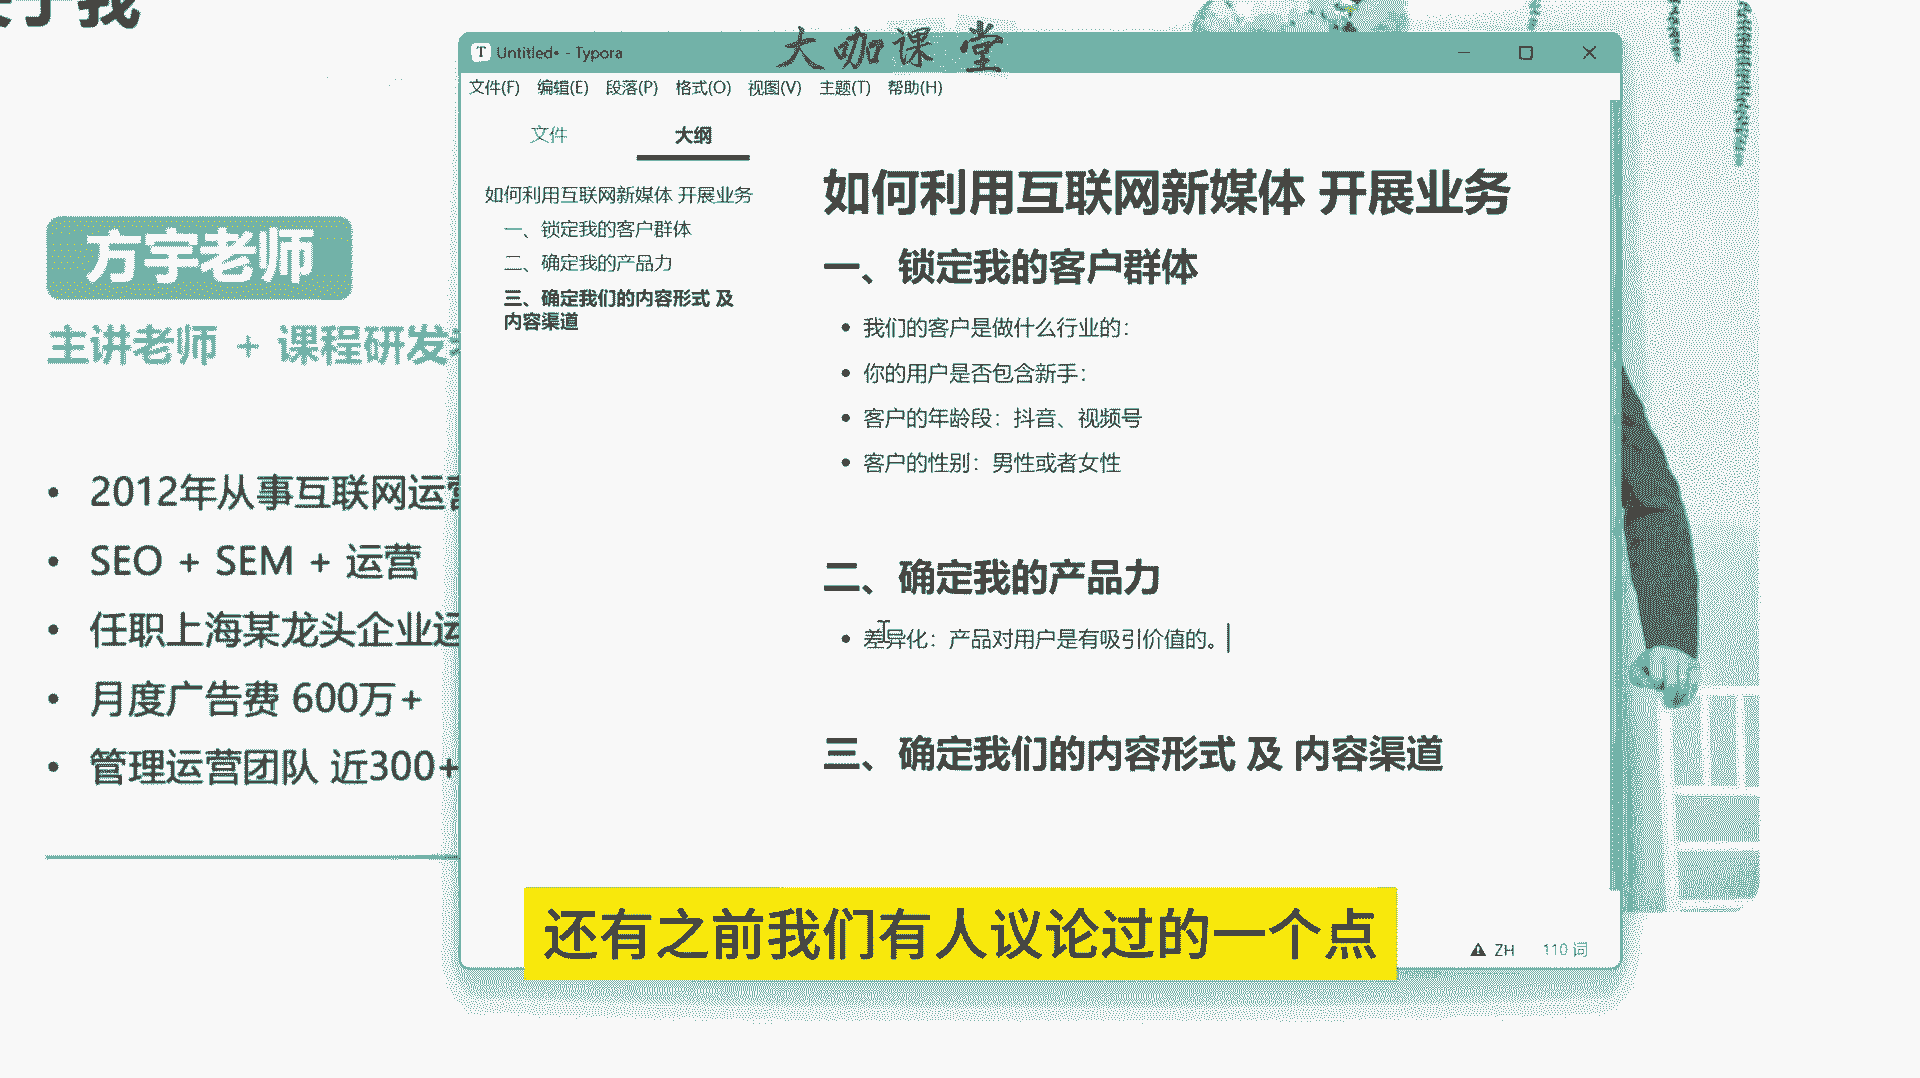 大咖课堂
Untitled• - Typora
文件(F) 编辑(E) 段落(P) 格式(O) 视图(V) 主题(T) 帮助(H)
文件 大纲
如何利用互联网新媒体 开展业务
一、锁定我的客户群体
二、确定我的产品力
三、确定我们的内容形式 及
内容渠道
如何利用互联网新媒体 开展业务
一、锁定我的客户群体
• 我们的客户是做什么行业的：
• 你的用户是否包含新手：
• 客户的年龄段：抖音、视频号
• 客户的性别：男性或者女性
二、确定我的产品力
• 差异化：产品对用户是有吸引价值的。
三、确定我们的内容形式 及 内容渠道
ZH 110 词
于我
方宇老师
主讲老师 + 课程研发
• 2012年从事互联网运营
• SEO + SEM + 运营
• 任职上海某龙头企业运
• 月度广告费 600万+
• 管理运营团队 近300+
还有之前我们有人议论过的一个点